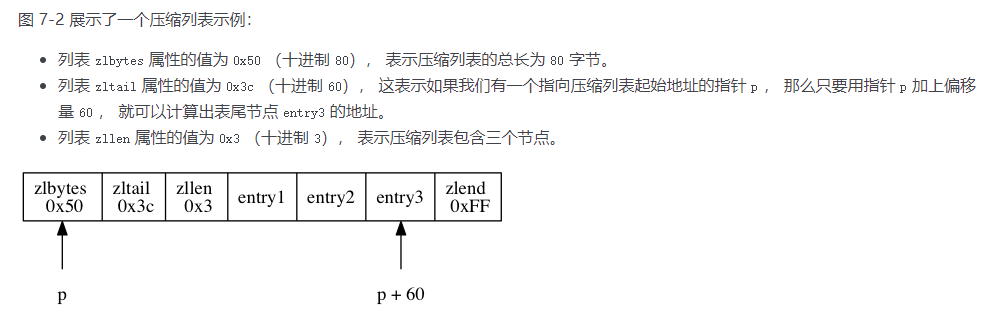 图 7-2 展示了一个压缩列表示例：
列表 zlbytes 属性的值为 0x50 （十进制 80）， 表示压缩列表的总长为 80 字节。
列表 zltail 属性的值为 0x3c （十进制 60）， 这表示如果我们有一个指向压缩列表起始地址的指针 p ， 那么只要用指针 p 加上偏移
量 60 ， 就可以计算出表尾节点 entry3 的地址。
列表 zllen 属性的值为 0x3 （十进制 3）， 表示压缩列表包含三个节点。
zlbytes zltail zllen entry1 entry2 entry3 zlend
0x50 0x3c 0x3 0xFF
p p + 60